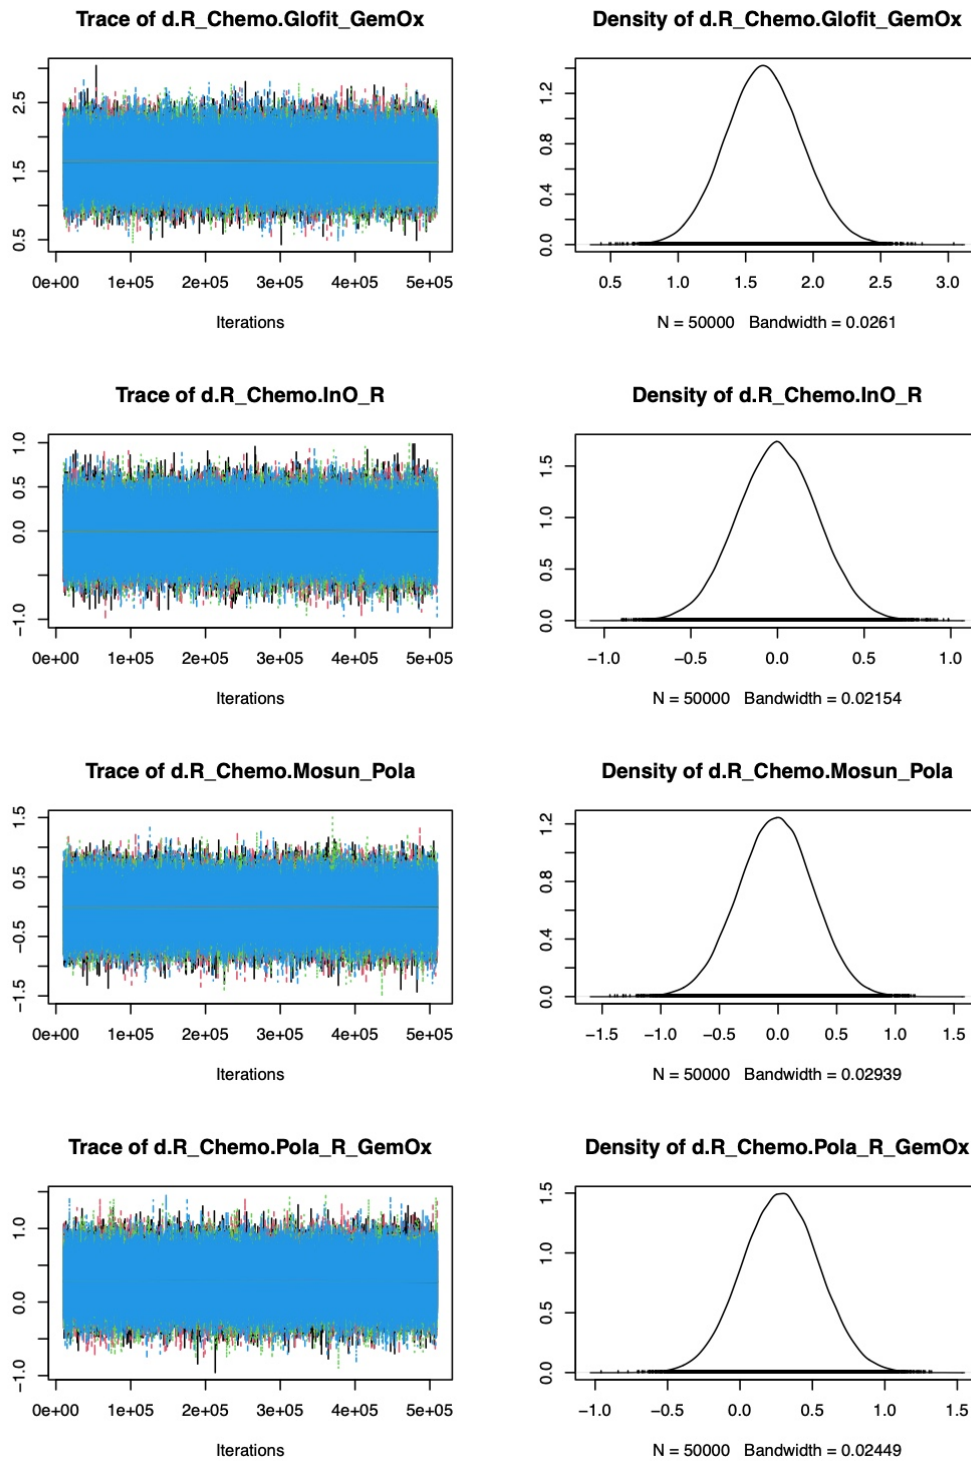 Trace of d.R_Chemo.Glofit_GemOx
Density of d.R_Chemo.Glofit_GemOx
0.5 1.5 2.5
0e+00 1e+05 2e+05 3e+05 4e+05 5e+05
Iterations
0.0 0.4 0.8 1.2
0.5 1.0 1.5 2.0 2.5 3.0
N = 50000 Bandwidth = 0.0261
Trace of d.R_Chemo.InO_R
Density of d.R_Chemo.InO_R
−1.0 0.0 0.5 1.0
0e+00 1e+05 2e+05 3e+05 4e+05 5e+05
Iterations
0.0 0.5 1.0 1.5
−1.0 −0.5 0.0 0.5 1.0
N = 50000 Bandwidth = 0.02154
Trace of d.R_Chemo.Mosun_Pola
Density of d.R_Chemo.Mosun_Pola
−1.5 −0.5 0.5 1.5
0e+00 1e+05 2e+05 3e+05 4e+05 5e+05
Iterations
0.0 0.4 0.8 1.2
−1.5 −1.0 −0.5 0.0 0.5 1.0 1.5
N = 50000 Bandwidth = 0.02939
Trace of d.R_Chemo.Pola_R_GemOx
Density of d.R_Chemo.Pola_R_GemOx
−1.0 0.0 1.0
0e+00 1e+05 2e+05 3e+05 4e+05 5e+05
Iterations
0.0 0.5 1.0 1.5
−1.0 −0.5 0.0 0.5 1.0 1.5
N = 50000 Bandwidth = 0.02449